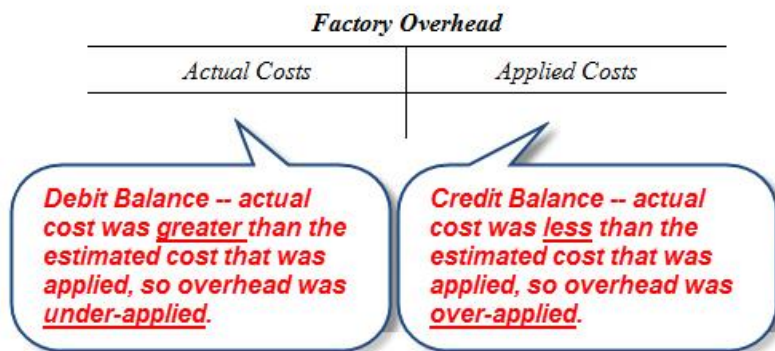 Factory Overhead
Actual Costs Applied Costs
Debit Balance -- actual
cost was greater than the
estimated cost that was
applied, so overhead was
under-applied.
Credit Balance -- actual
cost was less than the
estimated cost that was
applied, so overhead was
over-applied.